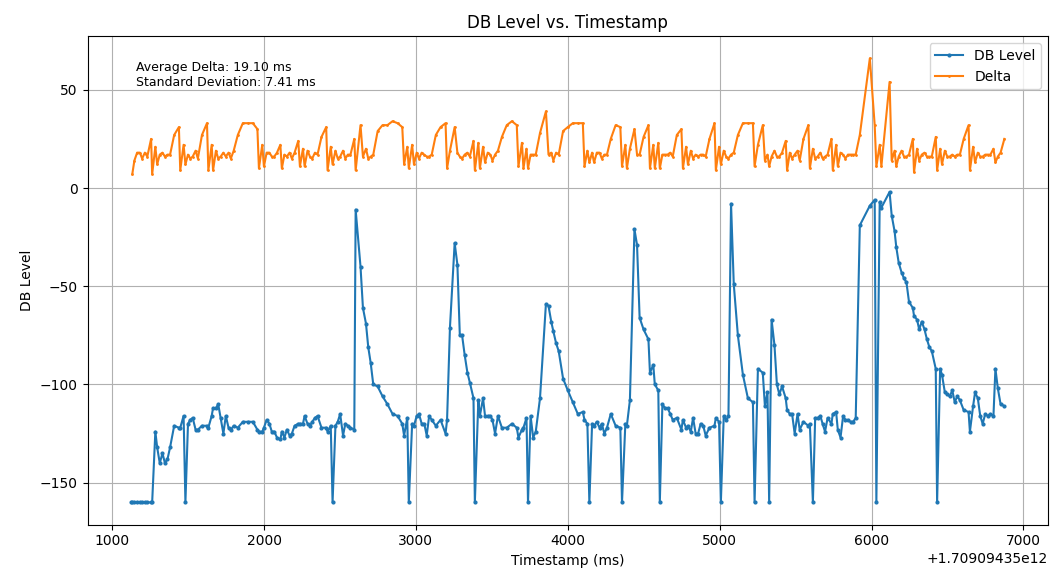 DB Level vs. Timestamp
Average Delta: 19.10 ms
Standard Deviation: 7.41 ms
DB Level
Delta
50
0
−50
−100
−150
DB Level
1000 2000 3000 4000 5000 6000 7000
Timestamp (ms)
+1.70909435e12